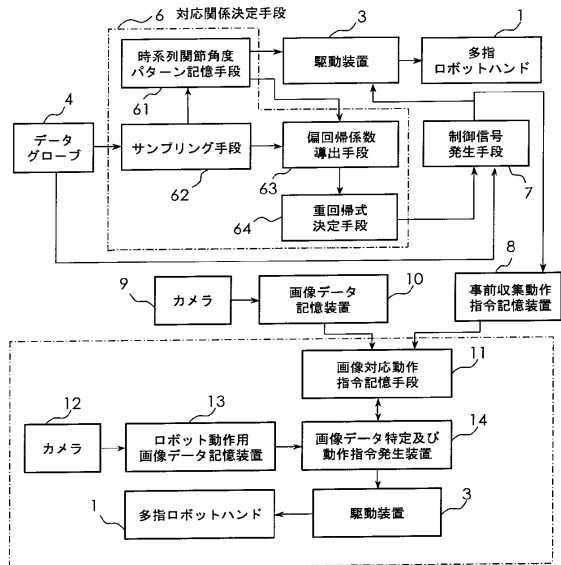 6 対応関係決定手段
3
1
時系列関節角度
パターン記憶手段
61
駆動装置
多指
ロボットハンド
4
データ
グローブ
サンプリング手段
62
偏回帰係数
導出手段
63
制御信号
発生手段
7
重回帰式
決定手段
64
8
9
カメラ
画像データ
記憶装置
10
事前収集動作
指令記憶装置
画像対応動作
指令記憶手段
11
12
カメラ
13
ロボット動作用
画像データ記憶装置
画像データ特定及び
動作指令発生装置
14
1
多指ロボットハンド
駆動装置
3